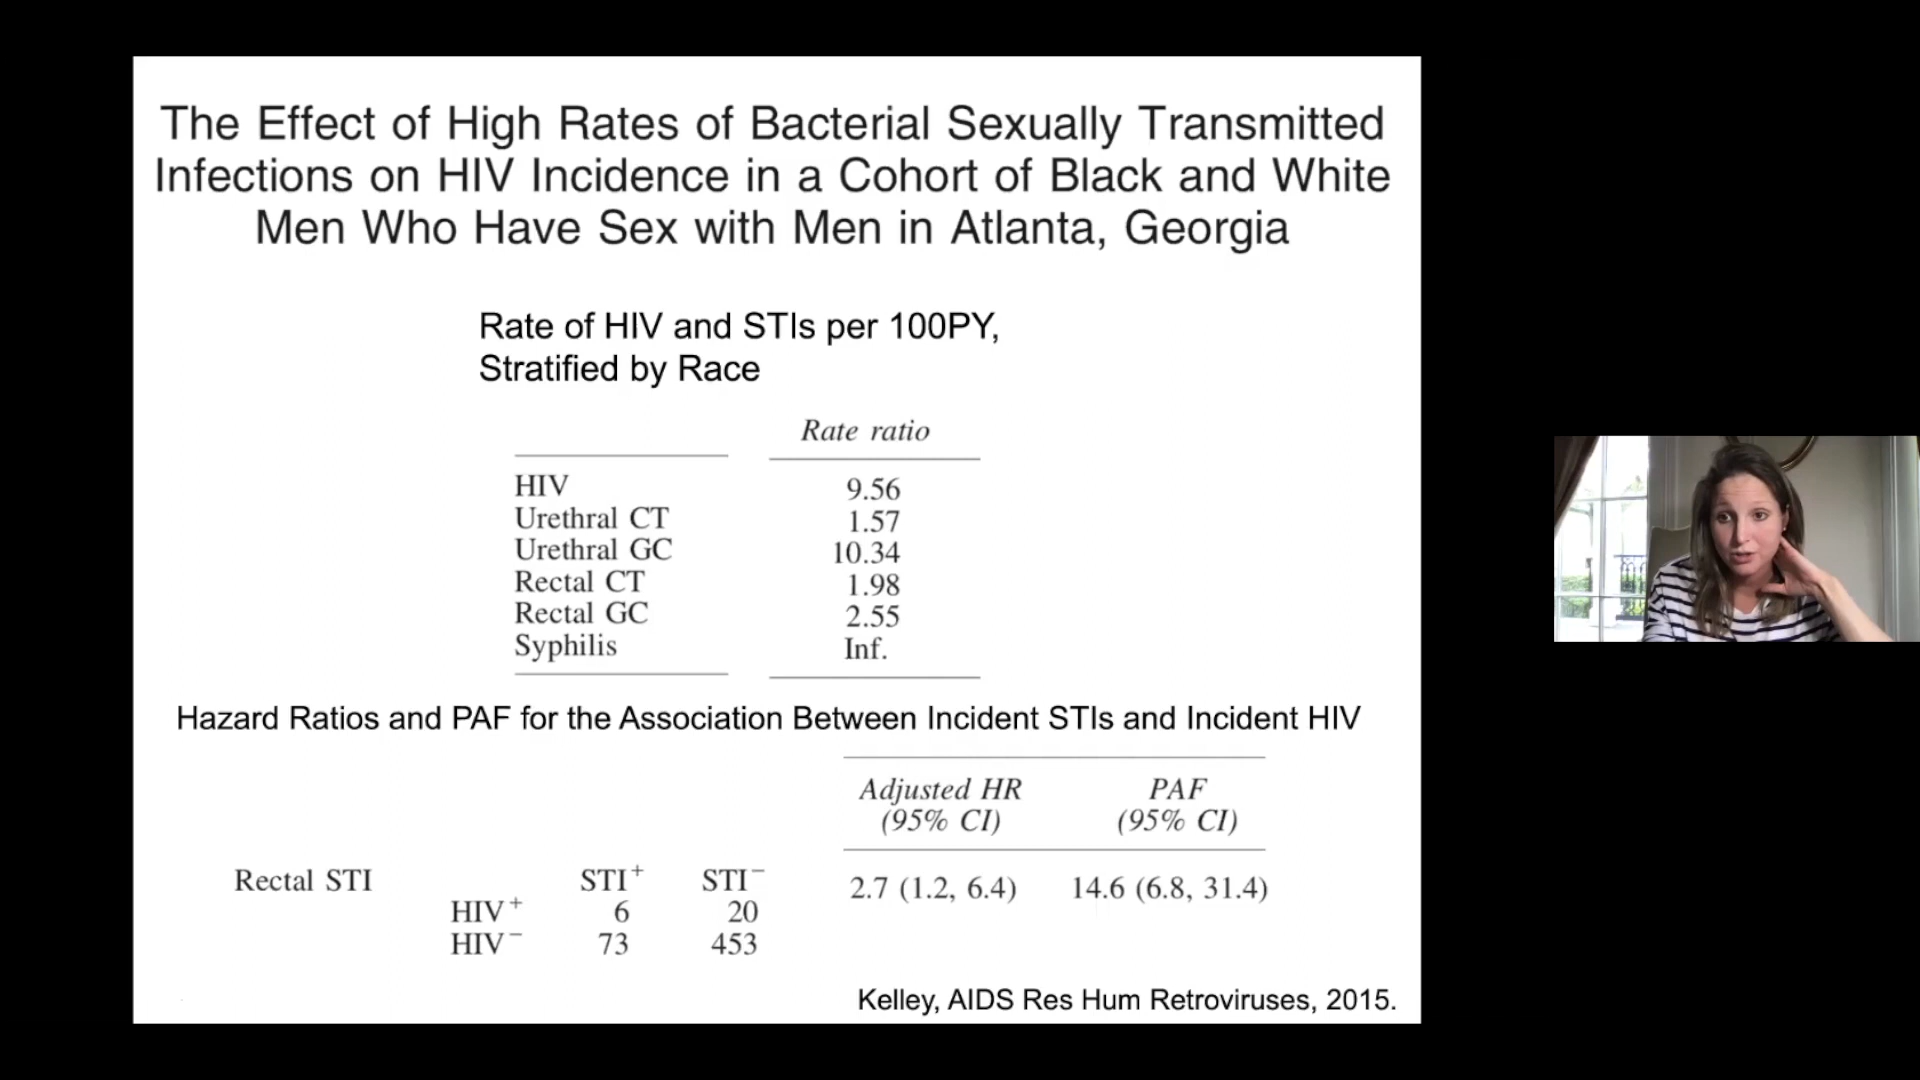 The Effect of High Rates of Bacterial Sexually Transmitted
Infections on HIV Incidence in a Cohort of Black and White
Men Who Have Sex with Men in Atlanta, Georgia
Rate of HIV and STIs per 100PY,
Stratified by Race
Rate ratio
HIV 9.56
Urethral CT 1.57
Urethral GC 10.34
Rectal CT 1.98
Rectal GC 2.55
Syphilis Inf.
Hazard Ratios and PAF for the Association Between Incident STIs and Incident HIV
Adjusted HR PAF
(95% CI) (95% CI)
Rectal STI STI⁺ STI⁻ 2.7 (1.2, 6.4) 14.6 (6.8, 31.4)
HIV⁺ 6 20
HIV⁻ 73 453
Kelley, AIDS Res Hum Retroviruses, 2015.